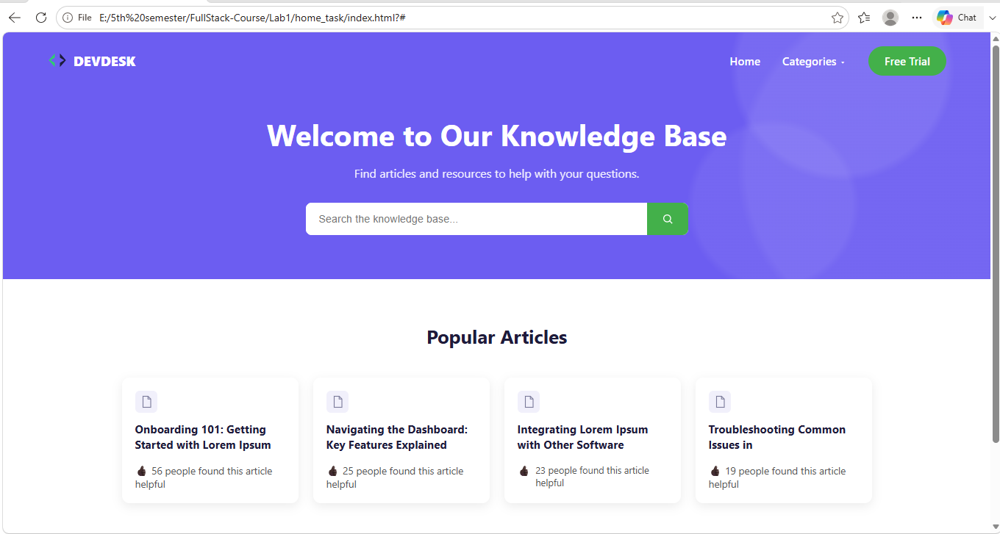 File E:/5th%20semester/FullStack-Course/Lab1/home_task/index.html?#
Chat
DEVDESK
Home
Categories
Free Trial
Welcome to Our Knowledge Base
Find articles and resources to help with your questions.
Search the knowledge base...
Popular Articles
Onboarding 101: Getting
Started with Lorem Ipsum
56 people found this article
helpful
Navigating the Dashboard:
Key Features Explained
25 people found this article
helpful
Integrating Lorem Ipsum
with Other Software
23 people found this article
helpful
Troubleshooting Common
Issues in
19 people found this article
helpful